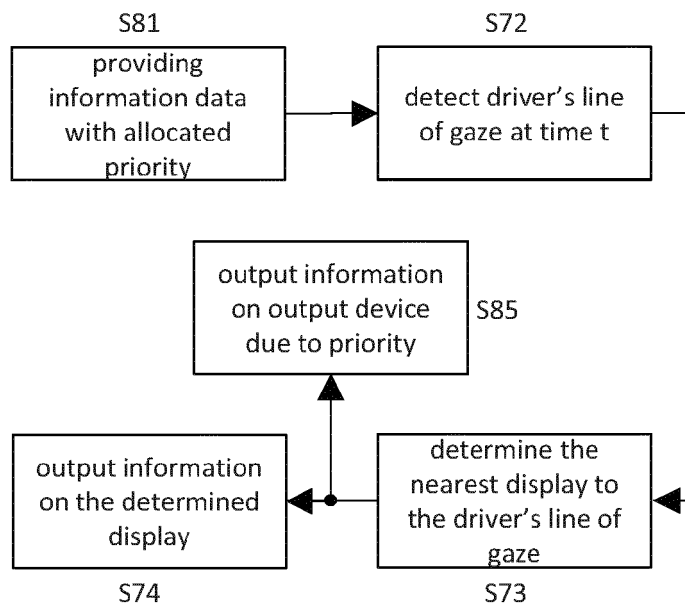 S81
providing
information data
with allocated
priority
S72
detect driver's line
of gaze at time t
output information
on output device
due to priority
S85
output information
on the determined
display
S74
determine the
nearest display to
the driver's line of
gaze
S73